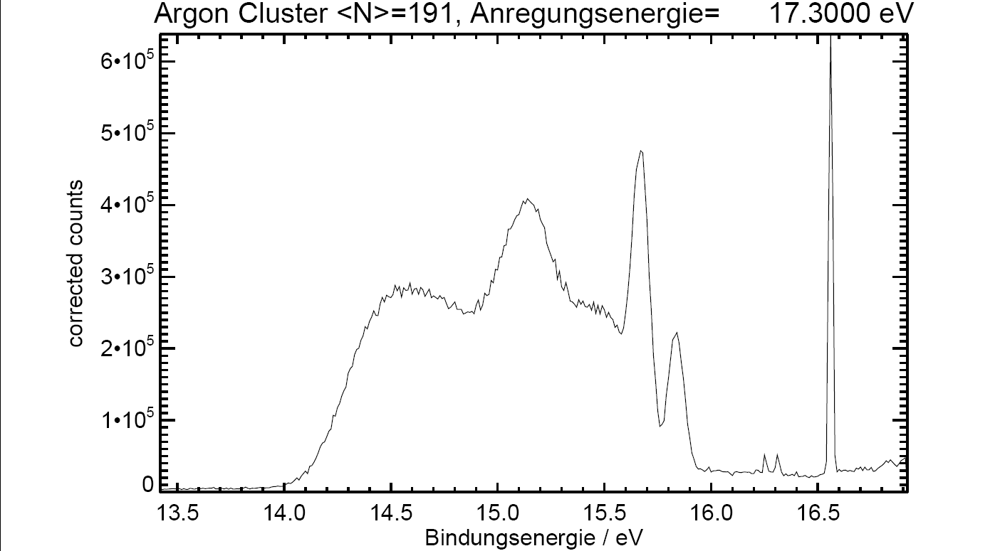 Argon Cluster <N>=191, Anregungsenergie= 17.3000 eV
6•10⁵
5•10⁵
4•10⁵
3•10⁵
2•10⁵
1•10⁵
0
corrected counts
13.5 14.0 14.5 15.0 15.5 16.0 16.5
Bindungsenergie / eV